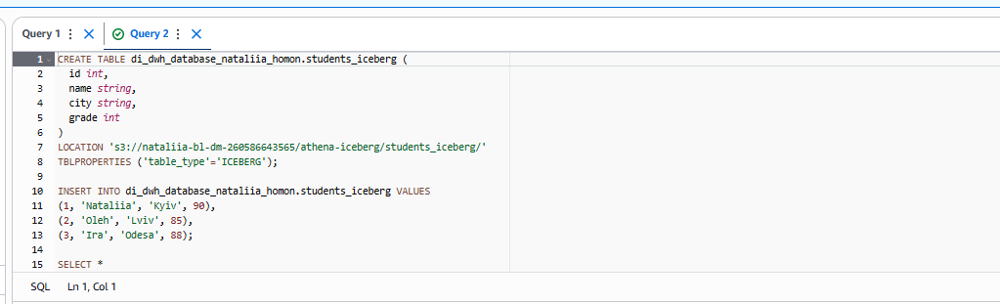 Query 1 Query 2
1 CREATE TABLE di_dwh_database_nataliia_homon.students_iceberg (
2 id int,
3 name string,
4 city string,
5 grade int
6 )
7 LOCATION 's3://nataliia-bl-dm-260586643565/athena-iceberg/students_iceberg/'
8 TBLPROPERTIES ('table_type'='ICEBERG');
9
10 INSERT INTO di_dwh_database_nataliia_homon.students_iceberg VALUES
11 (1, 'Nataliia', 'Kyiv', 90),
12 (2, 'Oleh', 'Lviv', 85),
13 (3, 'Ira', 'Odesa', 88);
14
15 SELECT *
SQL Ln 1, Col 1